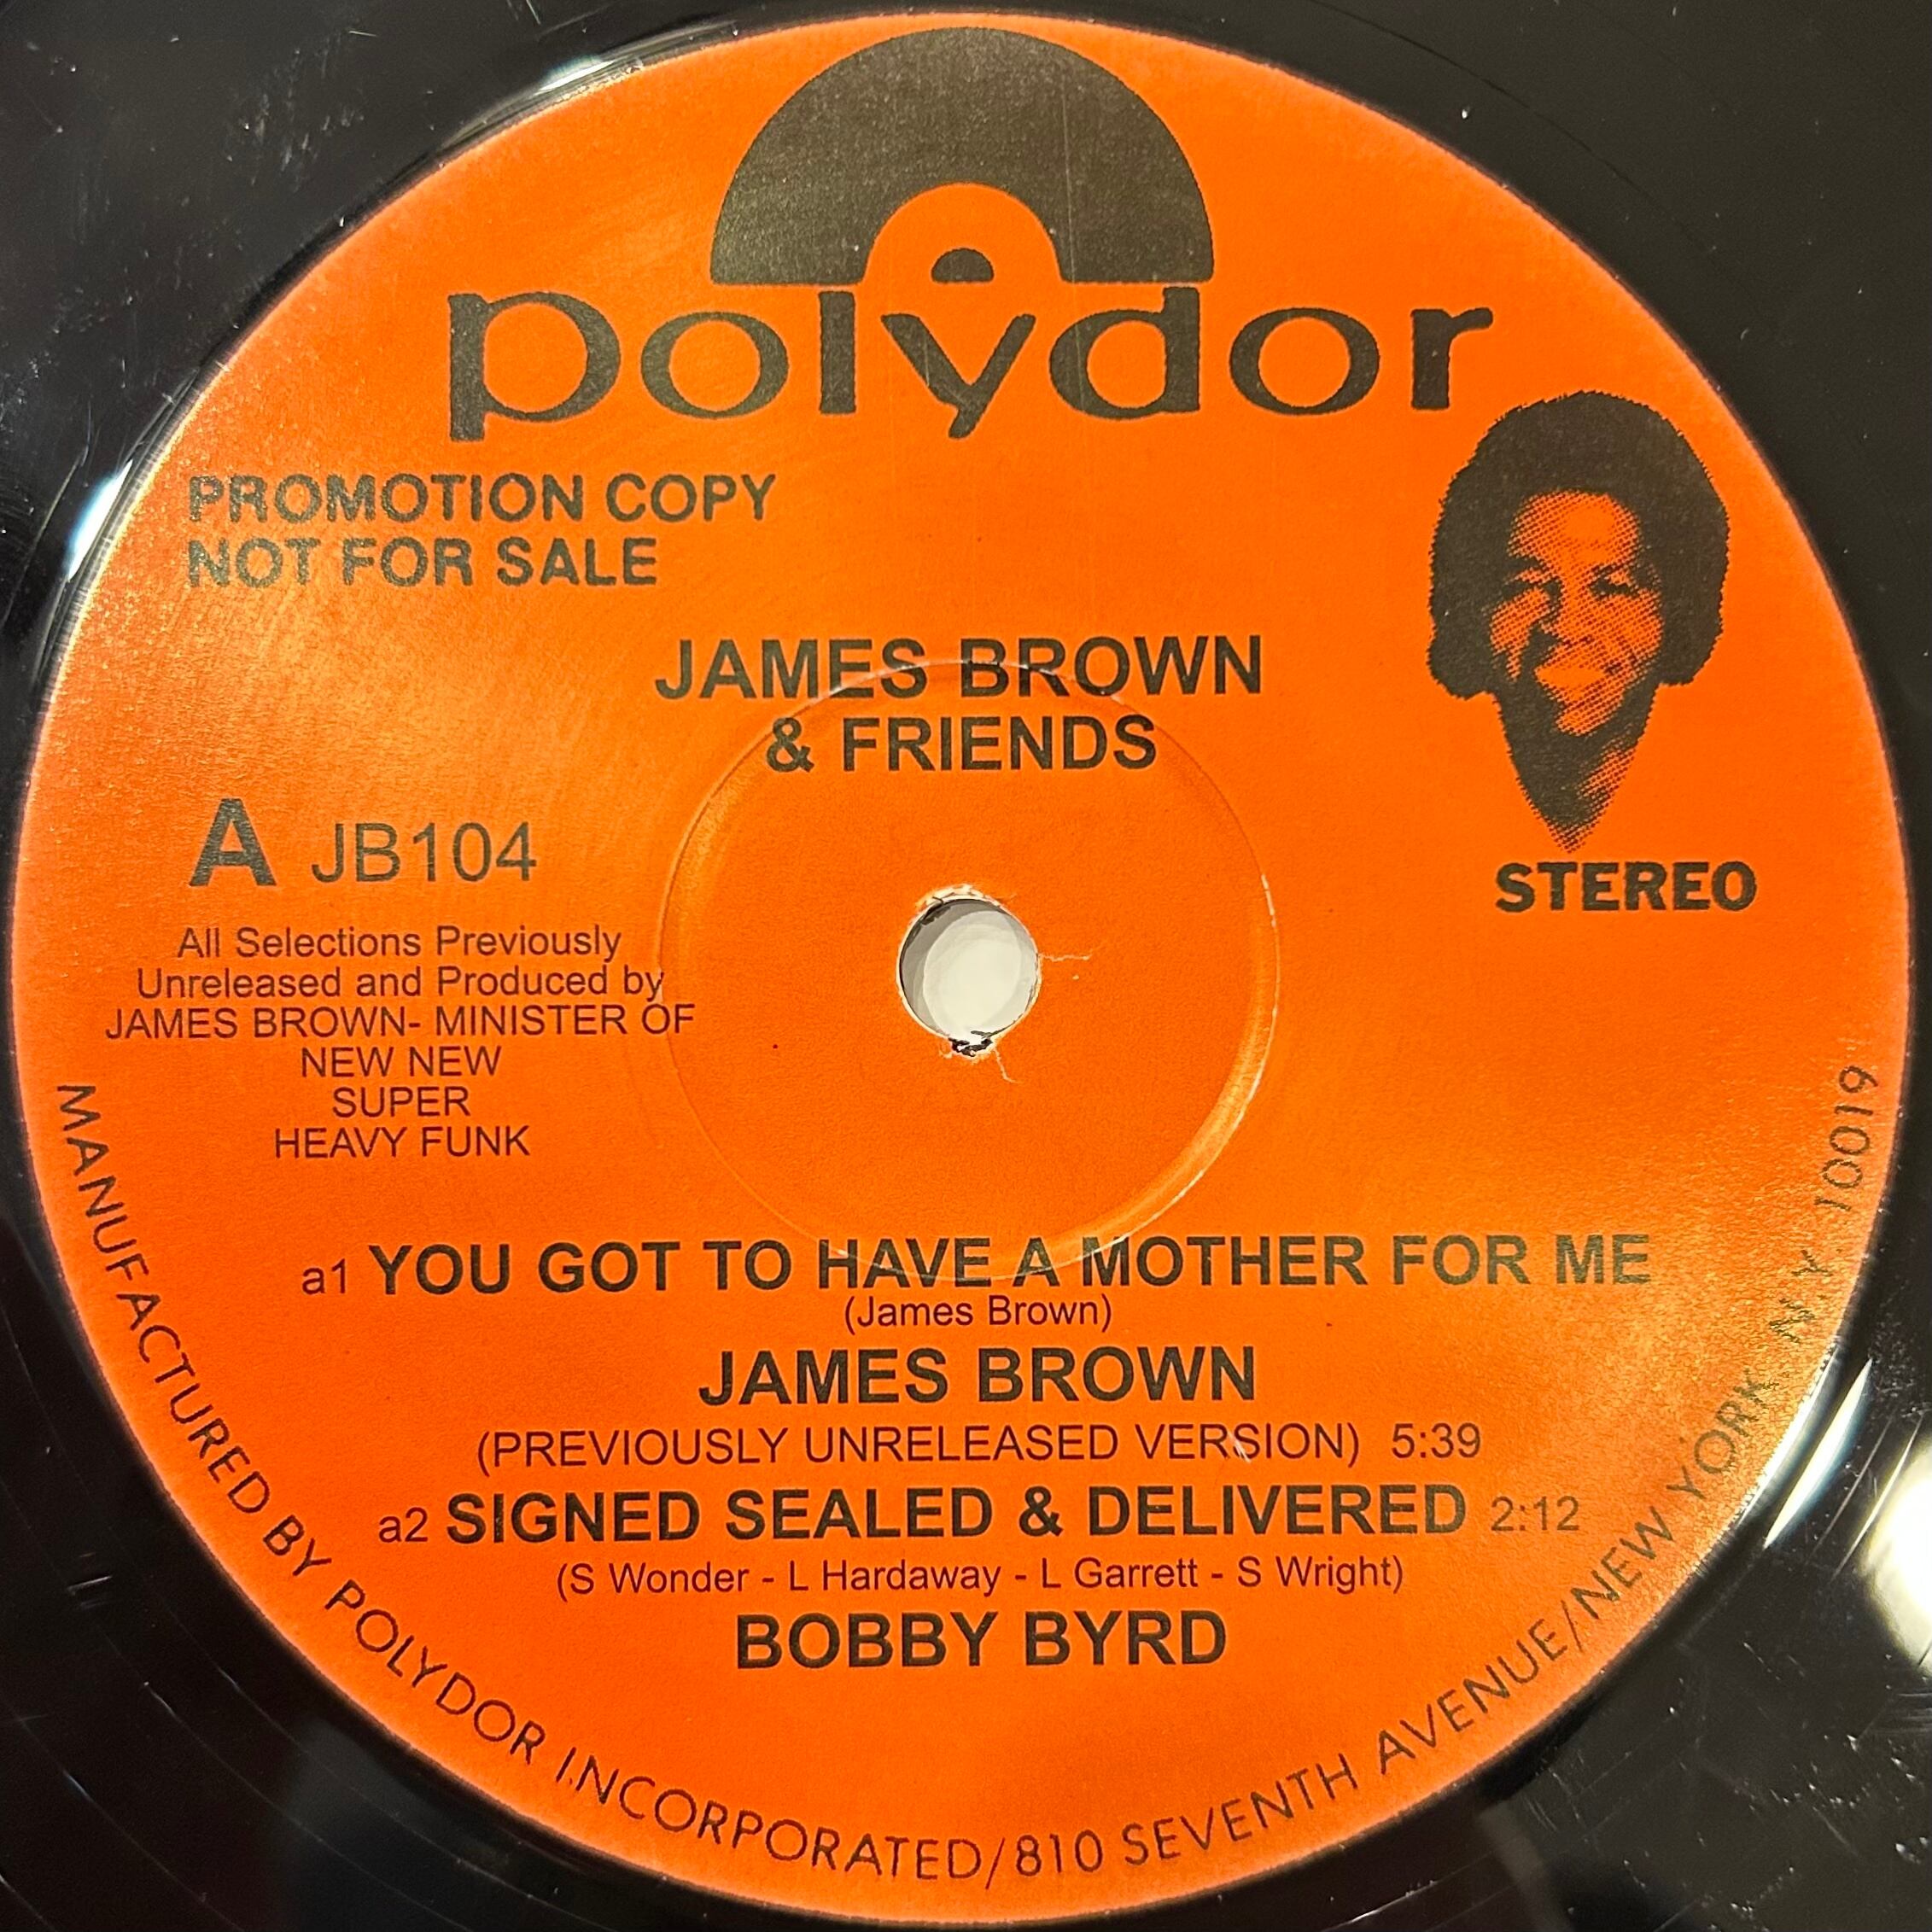 polydor
PROMOTION COPY
NOT FOR SALE
JAMES BROWN
& FRIENDS
A JB104
STEREO
All Selections Previously
Unreleased and Produced by
JAMES BROWN- MINISTER OF
NEW NEW
SUPER
HEAVY FUNK
a1 YOU GOT TO HAVE A MOTHER FOR ME
(James Brown)
JAMES BROWN
(PREVIOUSLY UNRELEASED VERSION) 5:39
a2 SIGNED SEALED & DELIVERED 2:12
(S Wonder - L Hardaway - L Garrett - S Wright)
BOBBY BYRD
MANUFACTURED BY POLYDOR INCORPORATED/810 SEVENTH AVENUE/NEW YORK N.Y. 10019